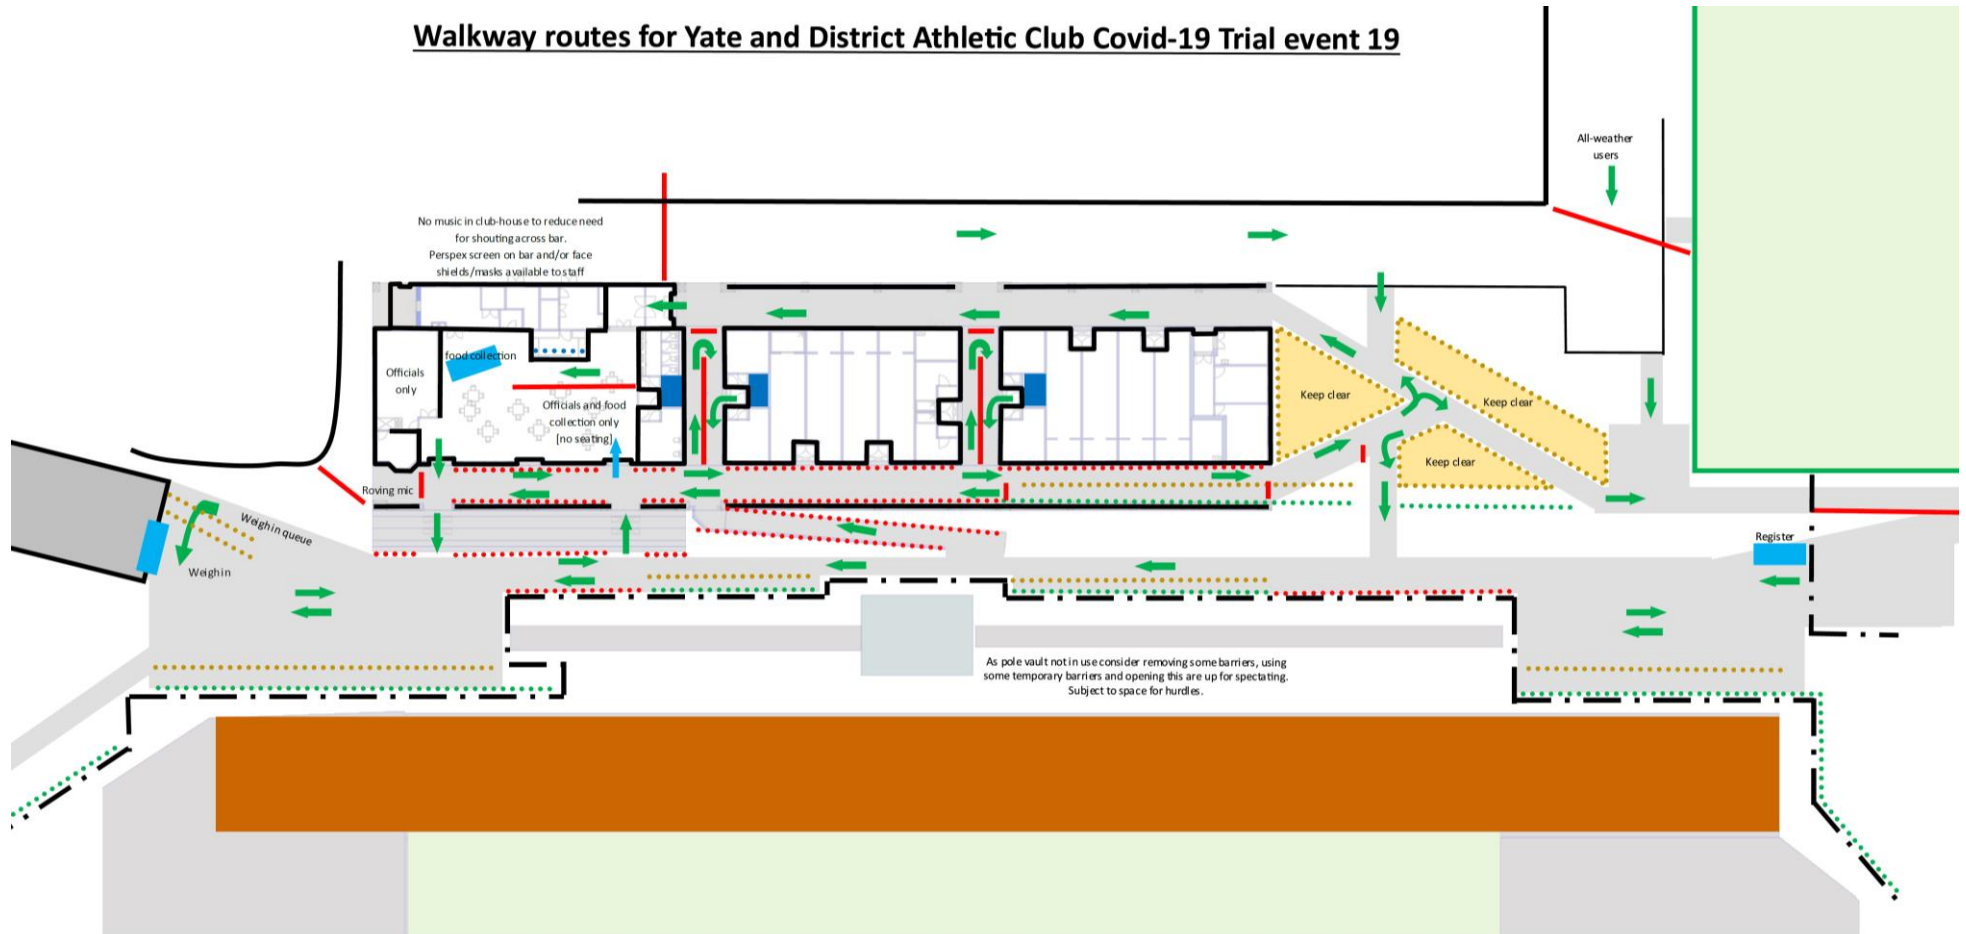 Walkway routes for Yate and District Athletic Club Covid-19 Trial event 19
All-weather
users
No music in club-house to reduce need
for shouting across bar.
Perspex screen on bar and/or face
shields/masks available to staff
food collection
Officials
only
Officials and food
collection only
[no seating]
Keep clear
Keep clear
Keep clear
Roving mic
Weighin queue
Weighin
Register
As pole vault not in use consider removing some barriers, using
some temporary barriers and opening this are up for spectating.
Subject to space for hurdles.